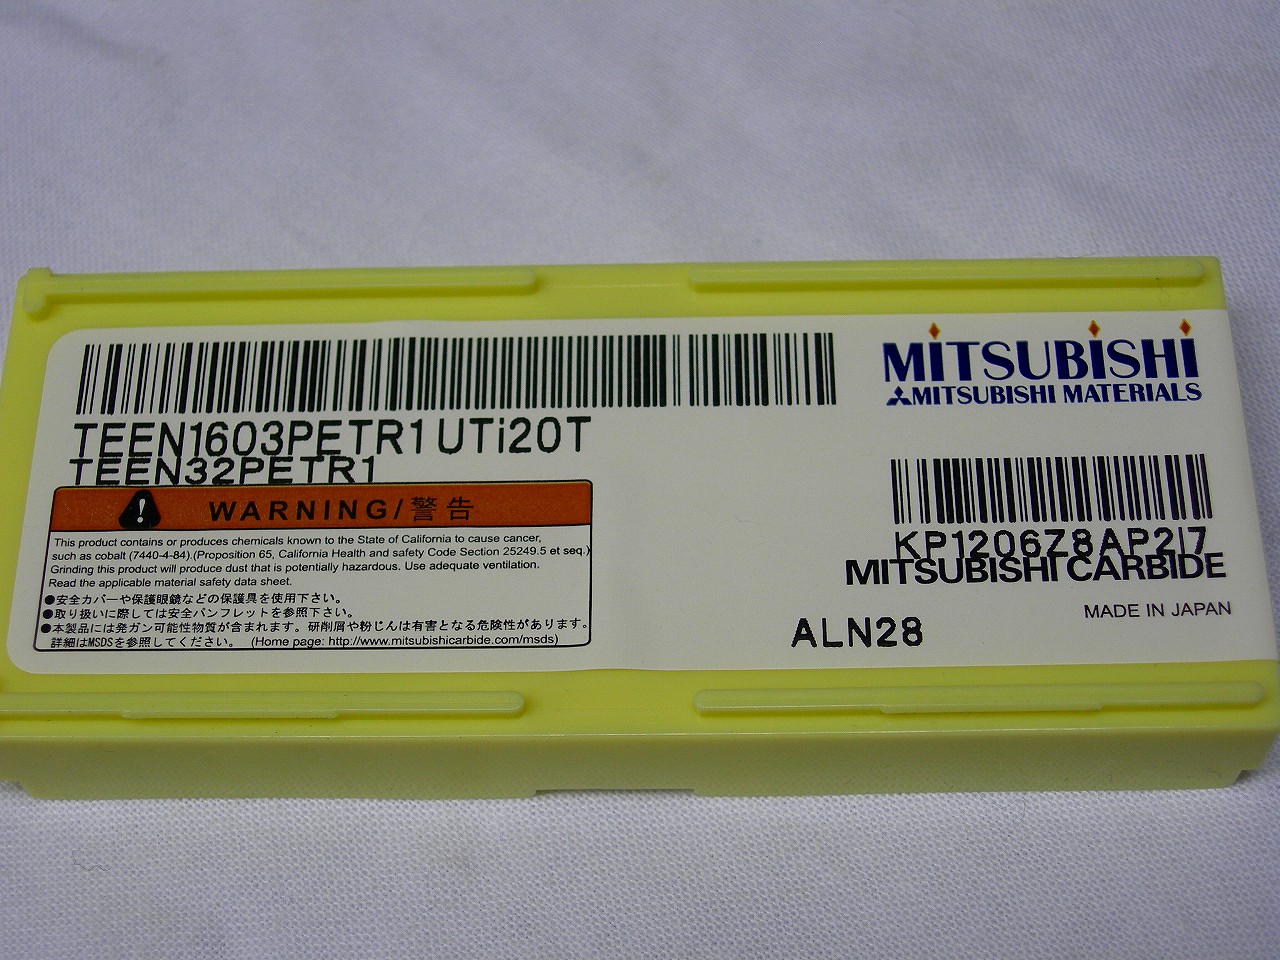 TEEN1603PETR1 UTi20T
TEEN32PETR1
WARNING/警告
This product contains or produces chemicals known to the State of California to cause cancer,
such as cobalt (7440-4-84).(Proposition 65, California Health and safety Code Section 25249.5 et seq.)
Grinding this product will produce dust that is potentially hazardous. Use adequate ventilation.
Read the applicable material safety data sheet.
●安全カバーや保護眼鏡などの保護具を使用下さい。
●取り扱いに際しては安全パンフレットを参照下さい。
●本製品には発ガン可能性物質が含まれます。研削屑や粉じんは有害となる危険性があります。
詳細はMSDSを参照してください。 (Home page: http://www.mitsubishicarbide.com/msds)
MITSUBISHI
MITSUBISHI MATERIALS
KP1206Z8AP2I7
MITSUBISHI CARBIDE
MADE IN JAPAN
ALN28